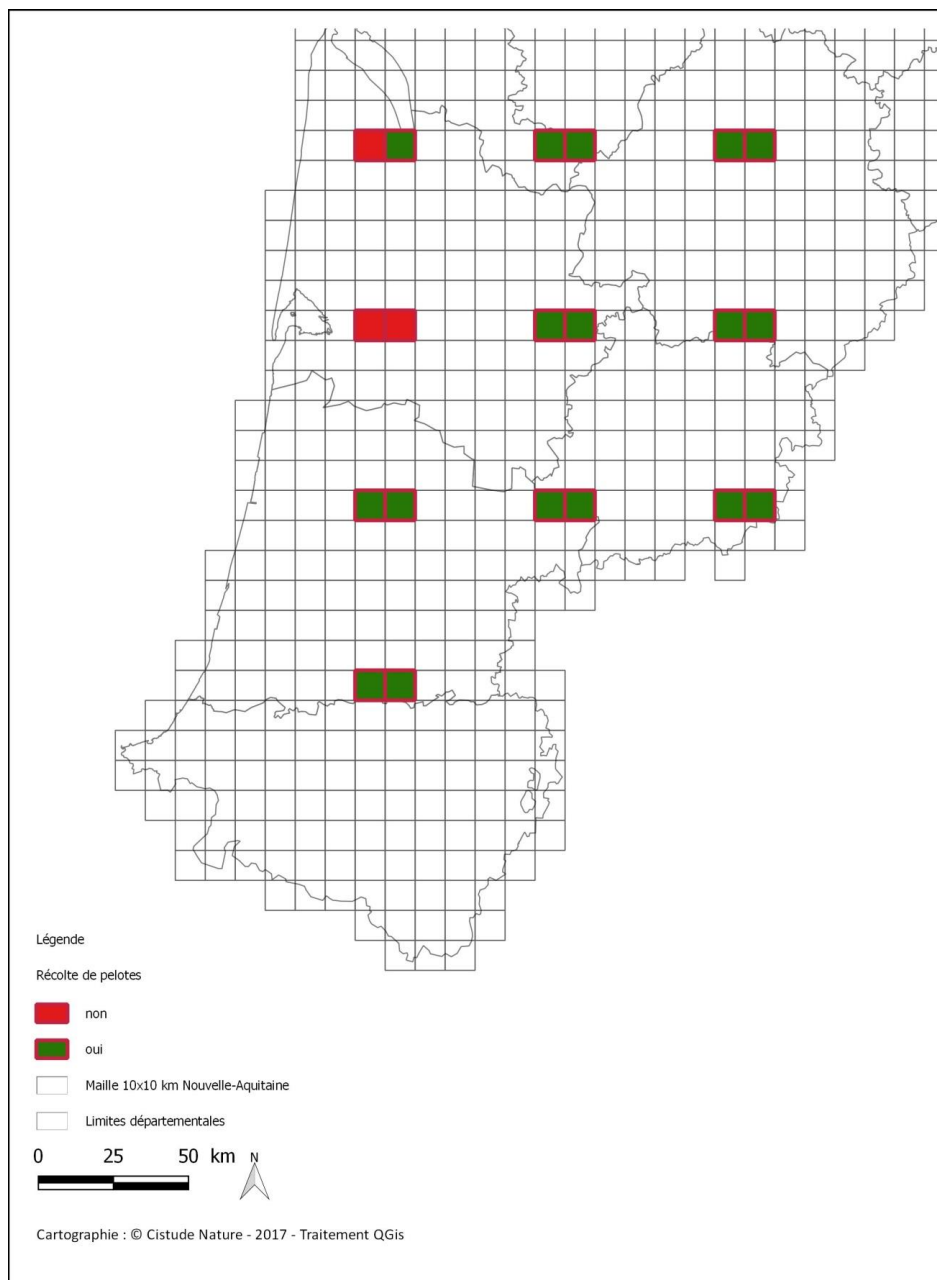 Légende
Récolte de pelotes
non
oui
Maille 10x10 km Nouvelle-Aquitaine
Limites départementales
0 25 50 km N
Cartographie : © Cistude Nature - 2017 - Traitement QGis